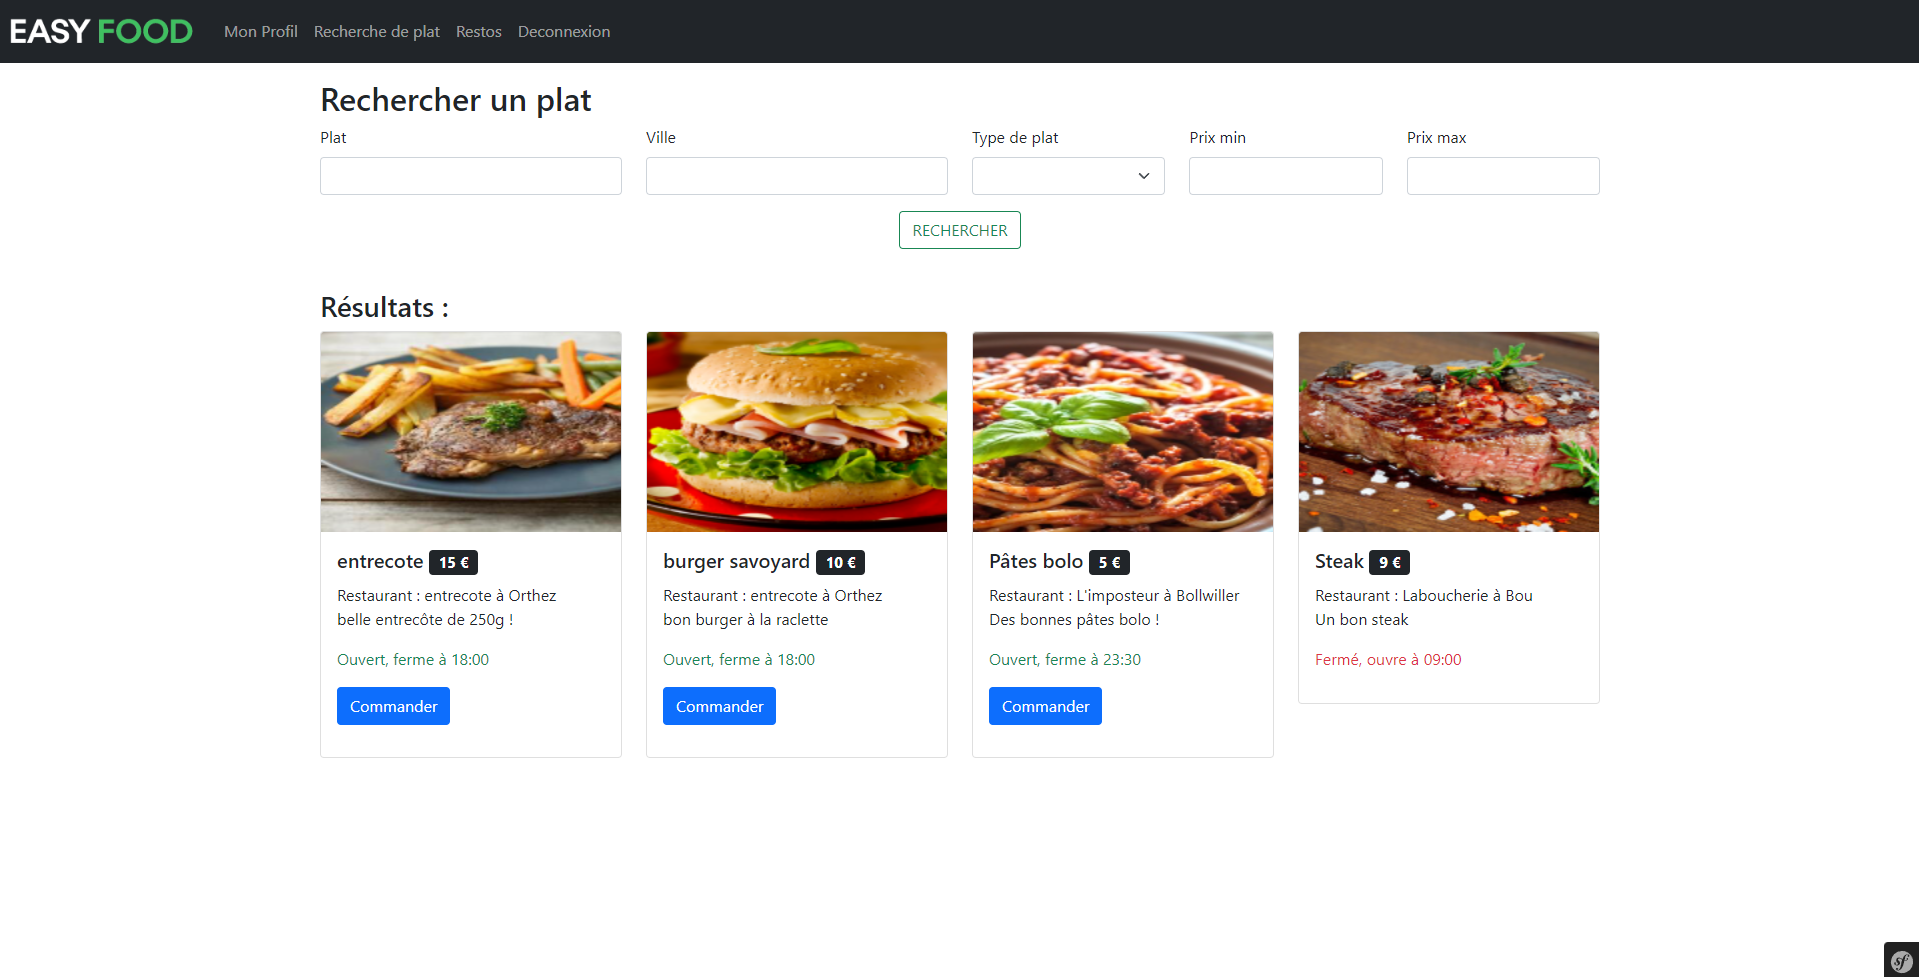 EASY FOOD
Mon Profil Recherche de plat Restos Deconnexion
Rechercher un plat
Plat Ville Type de plat Prix min Prix max
RECHERCHER
Résultats :
entrecote 15 €
Restaurant : entrecote à Orthez
belle entrecôte de 250g !
Ouvert, ferme à 18:00
Commander
burger savoyard 10 €
Restaurant : entrecote à Orthez
bon burger à la raclette
Ouvert, ferme à 18:00
Commander
Pâtes bolo 5 €
Restaurant : L'imposteur à Bollwiller
Des bonnes pâtes bolo !
Ouvert, ferme à 23:30
Commander
Steak 9 €
Restaurant : Laboucherie à Bou
Un bon steak
Fermé, ouvre à 09:00
sf